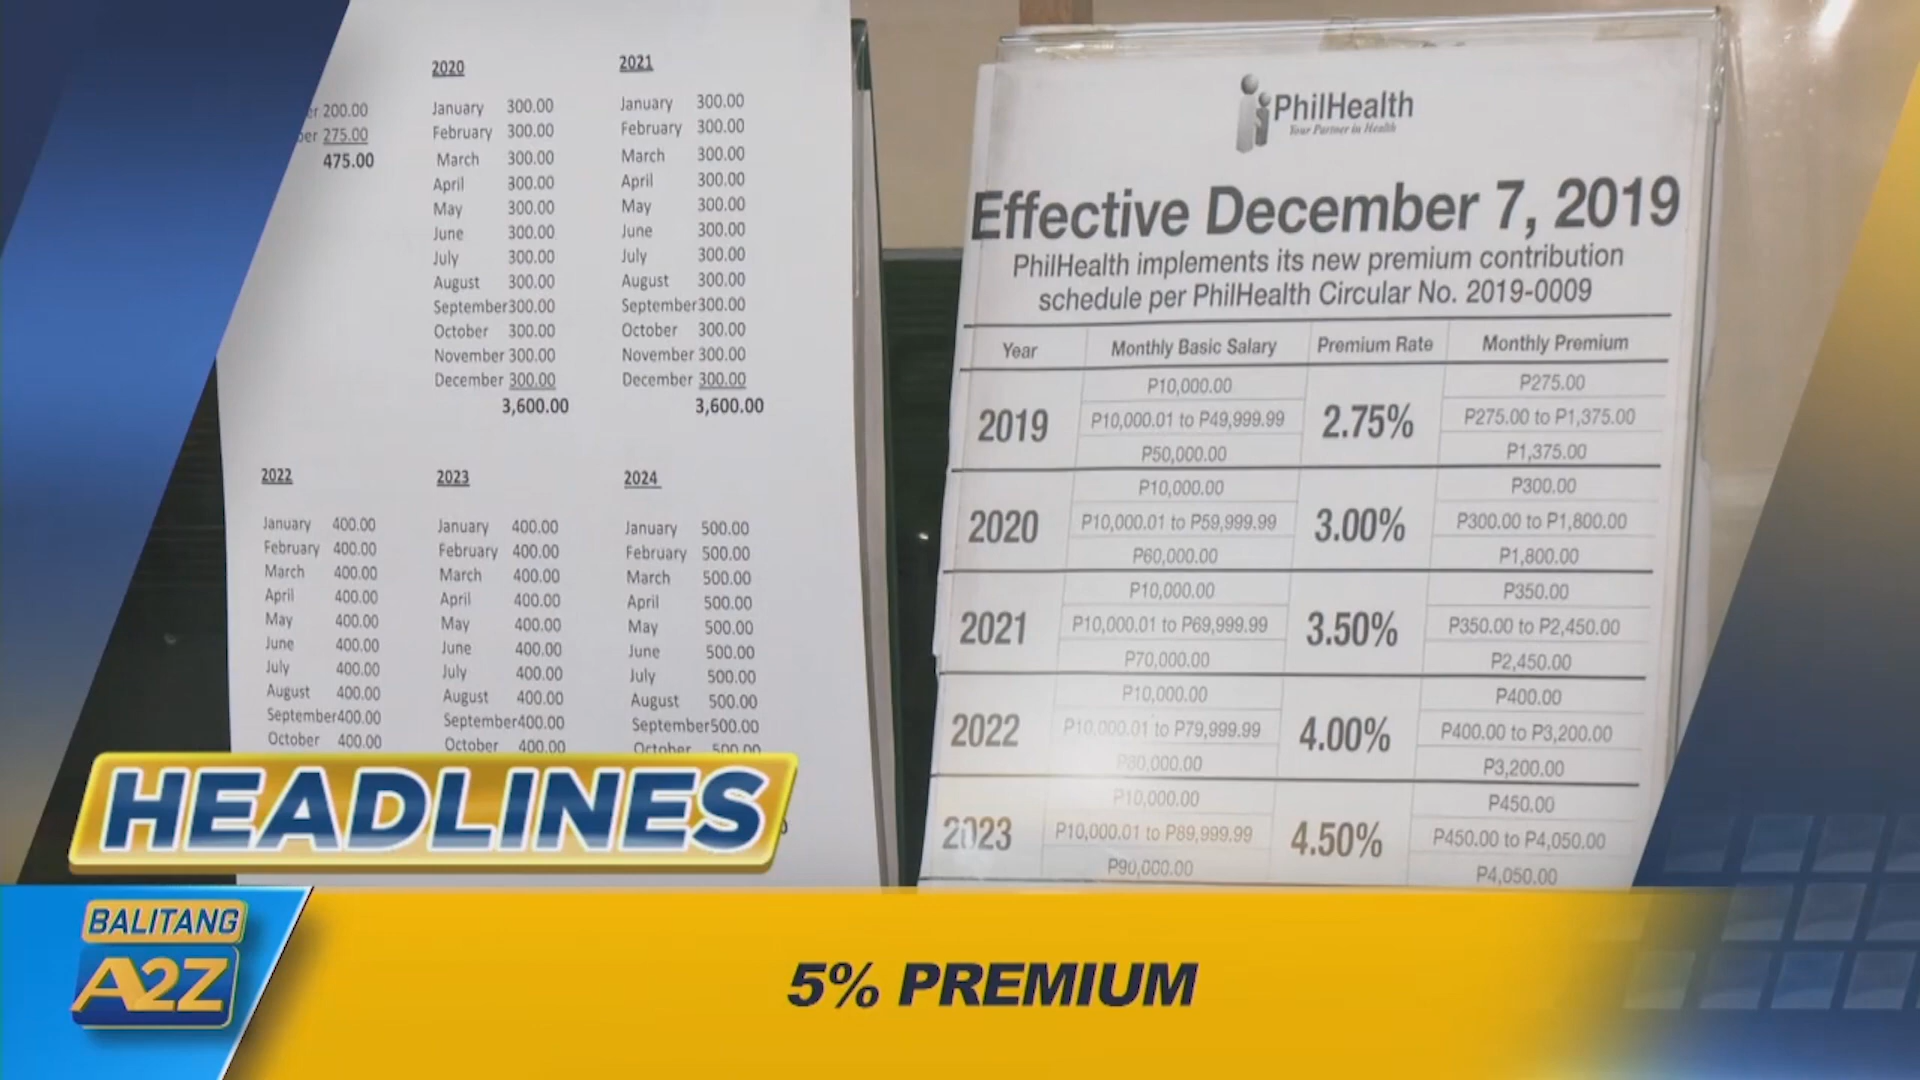 2020
2021
200.00
275.00
475.00
January 300.00
February 300.00
March 300.00
April 300.00
May 300.00
June 300.00
July 300.00
August 300.00
September300.00
October 300.00
November 300.00
December 300.00
3,600.00
January 300.00
February 300.00
March 300.00
April 300.00
May 300.00
June 300.00
July 300.00
August 300.00
September300.00
October 300.00
November 300.00
December 300.00
3,600.00
2022
January 400.00
February 400.00
March 400.00
April 400.00
May 400.00
June 400.00
July 400.00
August 400.00
September400.00
October 400.00
2023
January 400.00
February 400.00
March 400.00
April 400.00
May 400.00
June 400.00
July 400.00
August 400.00
September400.00
October 400.00
2024
January 500.00
February 500.00
March 500.00
April 500.00
May 500.00
June 500.00
July 500.00
August 500.00
September500.00
October 500.00
PhilHealth
Your Partner in Health
Effective December 7, 2019
PhilHealth implements its new premium contribution
schedule per PhilHealth Circular No. 2019-0009
Year Monthly Basic Salary Premium Rate Monthly Premium
P10,000.00 P275.00
2019 P10,000.01 to P49,999.99 2.75% P275.00 to P1,375.00
P50,000.00 P1,375.00
P10,000.00 P300.00
2020 P10,000.01 to P59,999.99 3.00% P300.00 to P1,800.00
P60,000.00 P1,800.00
P10,000.00 P350.00
2021 P10,000.01 to P69,999.99 3.50% P350.00 to P2,450.00
P70,000.00 P2,450.00
P10,000.00 P400.00
2022 P10,000.01 to P79,999.99 4.00% P400.00 to P3,200.00
P80,000.00 P3,200.00
P10,000.00 P450.00
2023 P10,000.01 to P89,999.99 4.50% P450.00 to P4,050.00
P90,000.00 P4,050.00
HEADLINES
BALITANG
A2Z
5% PREMIUM